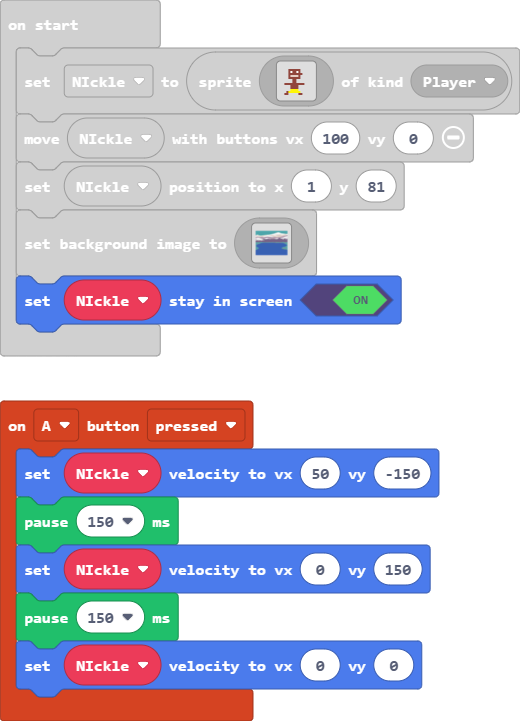 on start
set NIckle to sprite of kind Player
move NIckle with buttons vx 100 vy 0
set NIckle position to x 1 y 81
set background image to
set NIckle stay in screen ON
on A button pressed
set NIckle velocity to vx 50 vy -150
pause 150 ms
set NIckle velocity to vx 0 vy 150
pause 150 ms
set NIckle velocity to vx 0 vy 0